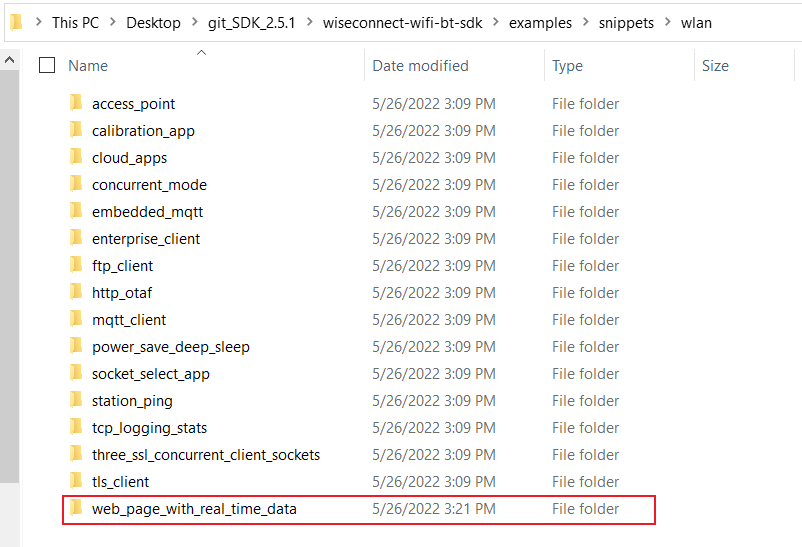 This PC > Desktop > git_SDK_2.5.1 > wiseconnect-wifi-bt-sdk > examples > snippets > wlan
Name Date modified Type Size
access_point 5/26/2022 3:09 PM File folder
calibration_app 5/26/2022 3:09 PM File folder
cloud_apps 5/26/2022 3:09 PM File folder
concurrent_mode 5/26/2022 3:09 PM File folder
embedded_mqtt 5/26/2022 3:09 PM File folder
enterprise_client 5/26/2022 3:09 PM File folder
ftp_client 5/26/2022 3:09 PM File folder
http_otaf 5/26/2022 3:09 PM File folder
mqtt_client 5/26/2022 3:09 PM File folder
power_save_deep_sleep 5/26/2022 3:09 PM File folder
socket_select_app 5/26/2022 3:09 PM File folder
station_ping 5/26/2022 3:09 PM File folder
tcp_logging_stats 5/26/2022 3:09 PM File folder
three_ssl_concurrent_client_sockets 5/26/2022 3:09 PM File folder
tls_client 5/26/2022 3:09 PM File folder
web_page_with_real_time_data 5/26/2022 3:21 PM File folder